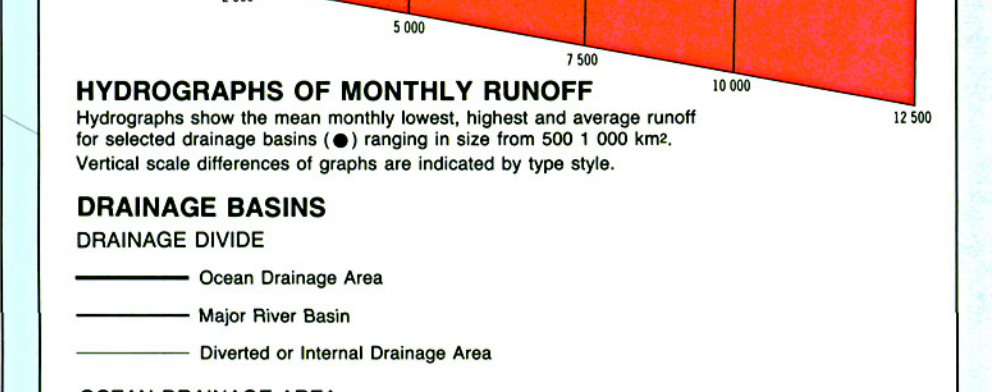 5 000
7 500
10 000
12 500
HYDROGRAPHS OF MONTHLY RUNOFF
Hydrographs show the mean monthly lowest, highest and average runoff
for selected drainage basins (●) ranging in size from 500 1 000 km².
Vertical scale differences of graphs are indicated by type style.
DRAINAGE BASINS
DRAINAGE DIVIDE
Ocean Drainage Area
Major River Basin
Diverted or Internal Drainage Area